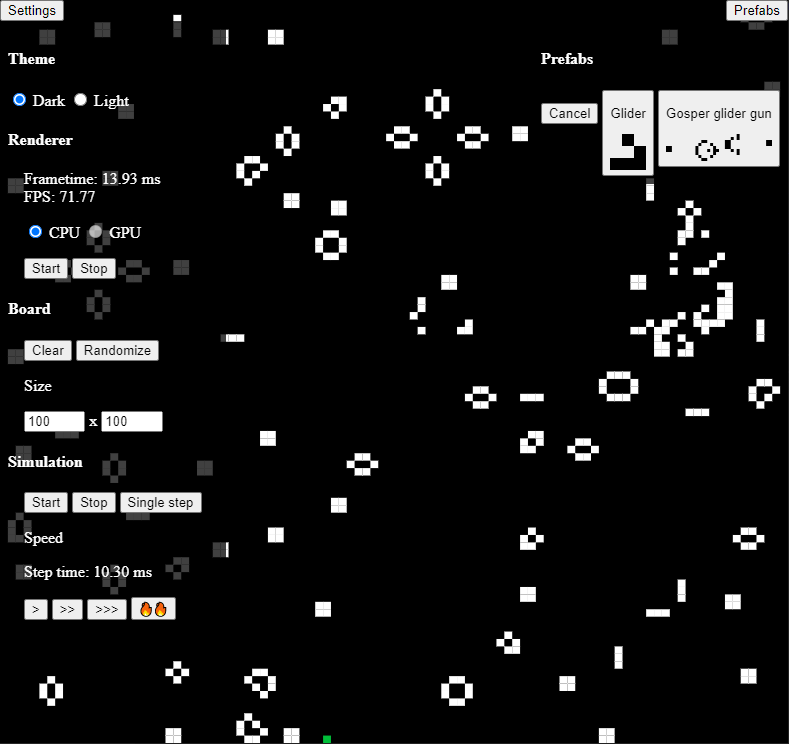 Settings
Prefabs
Theme
Dark Light
Renderer
Frametime: 13.93 ms
FPS: 71.77
CPU GPU
Start Stop
Board
Clear Randomize
Size
100 x 100
Simulation
Start Stop Single step
Speed
Step time: 10.30 ms
> >> >>> 🔥🔥
Prefabs
Cancel Glider Gosper glider gun